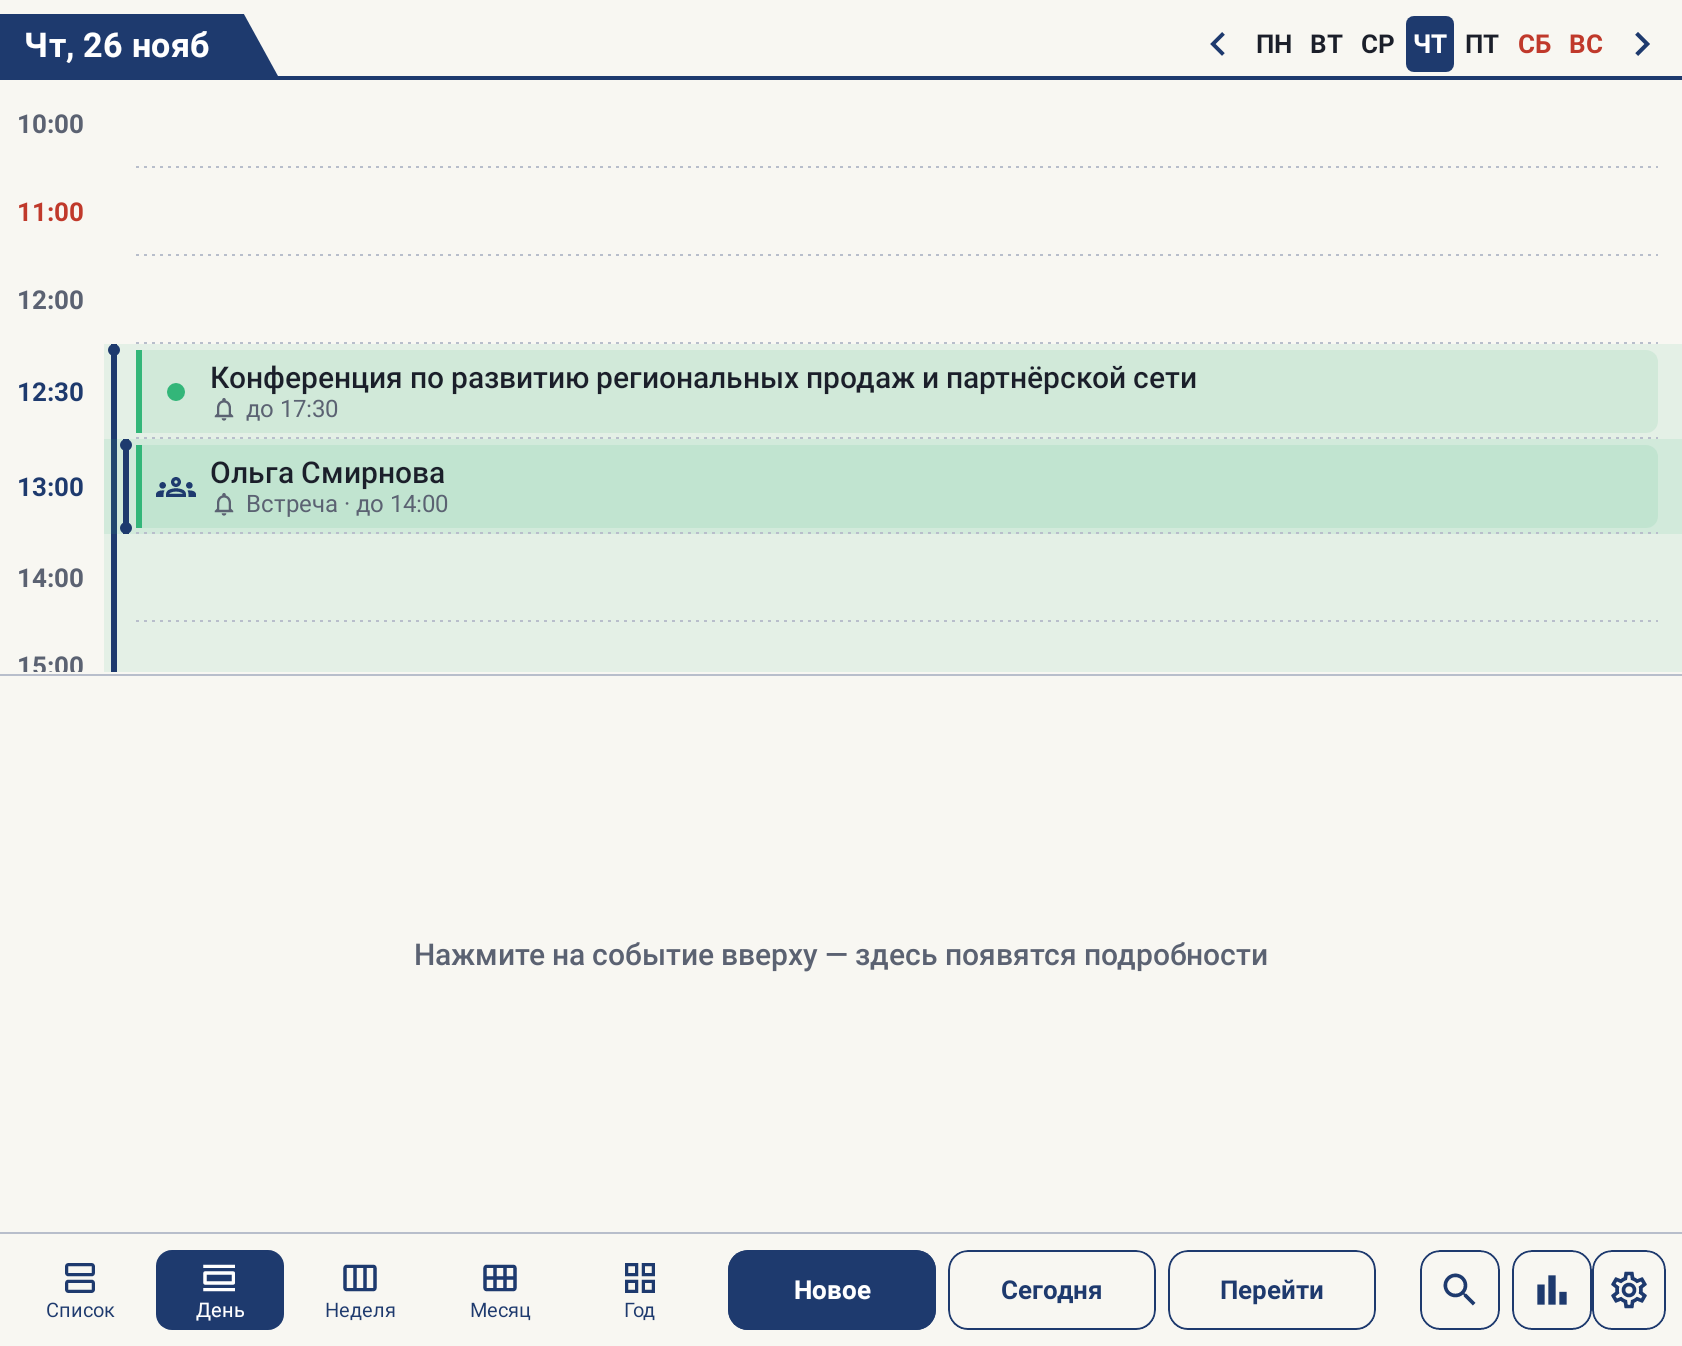 Чт, 26 нояб
ПН ВТ СР ЧТ ПТ СБ ВС
10:00
11:00
12:00
12:30
Конференция по развитию региональных продаж и партнёрской сети
до 17:30
13:00
Ольга Смирнова
Встреча · до 14:00
14:00
15:00
Нажмите на событие вверху — здесь появятся подробности
Список День Неделя Месяц Год Новое Сегодня Перейти